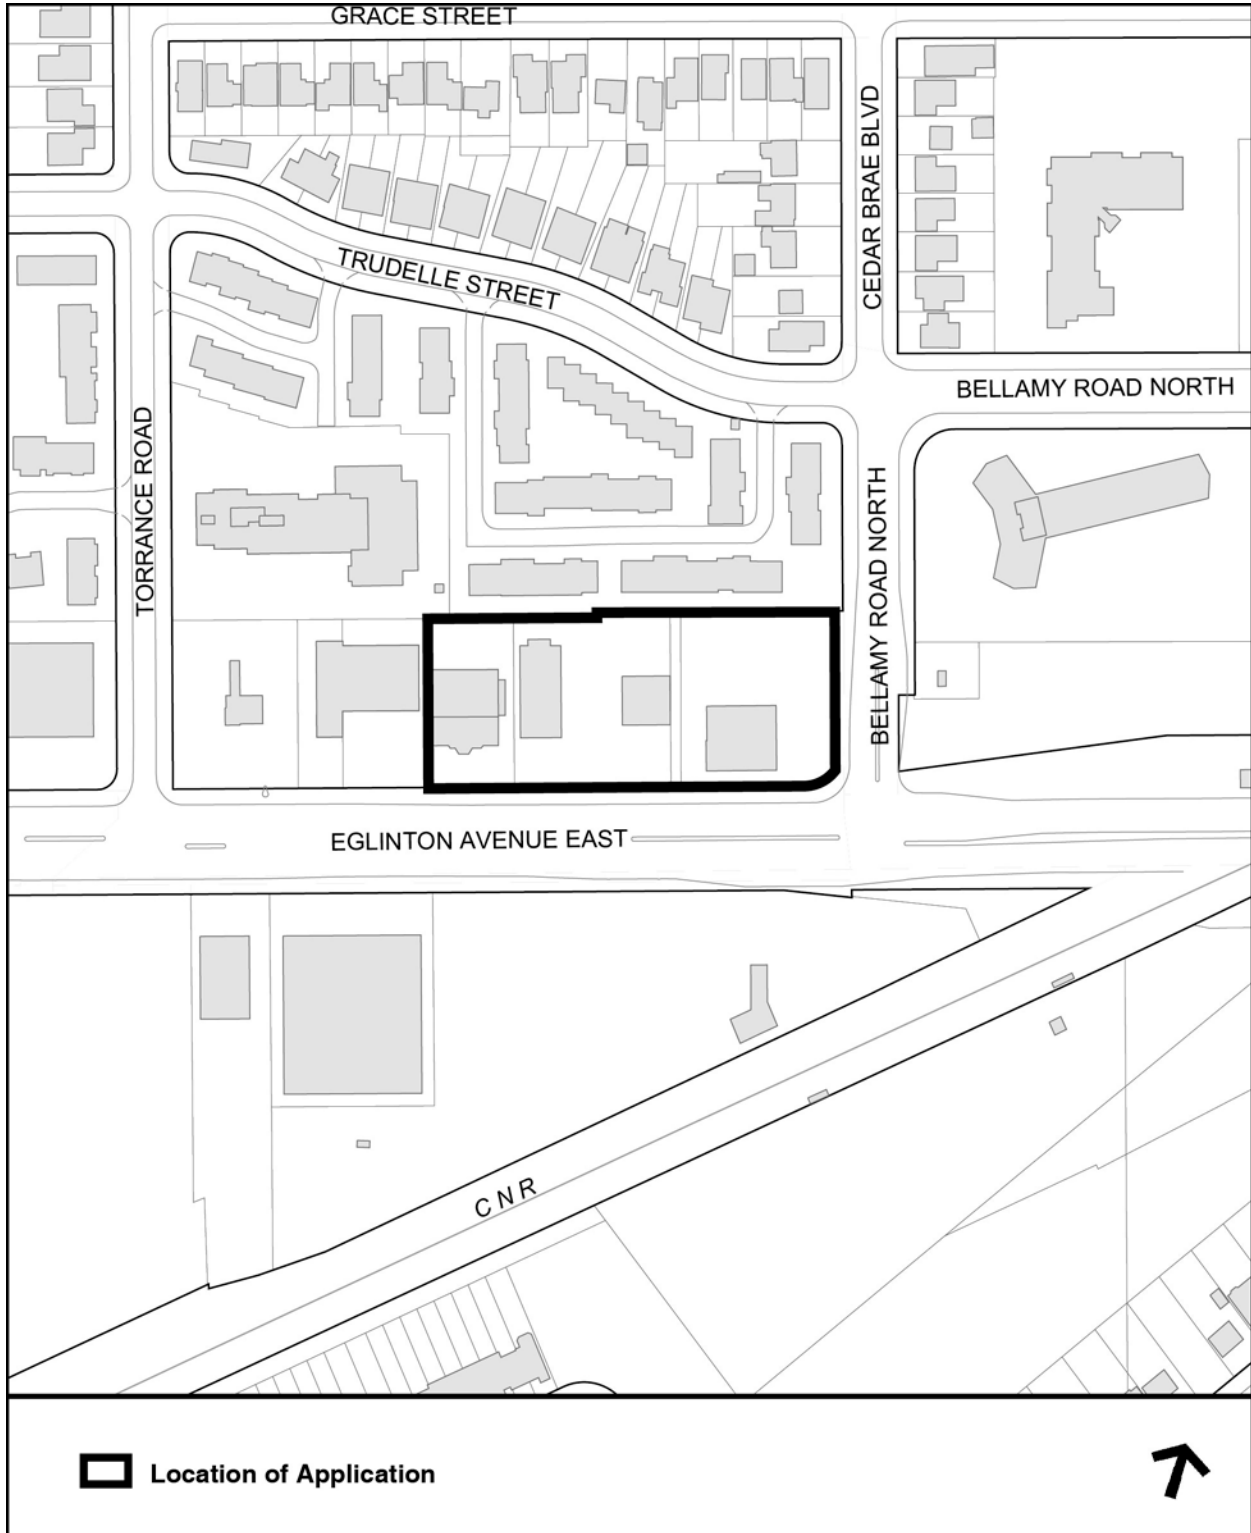 GRACE STREET
CEDAR BRAE BLVD
TRUDELLE STREET
BELLAMY ROAD NORTH
TORRANCE ROAD
BELLAMY ROAD NORTH
EGLINTON AVENUE EAST
CNR
Location of Application